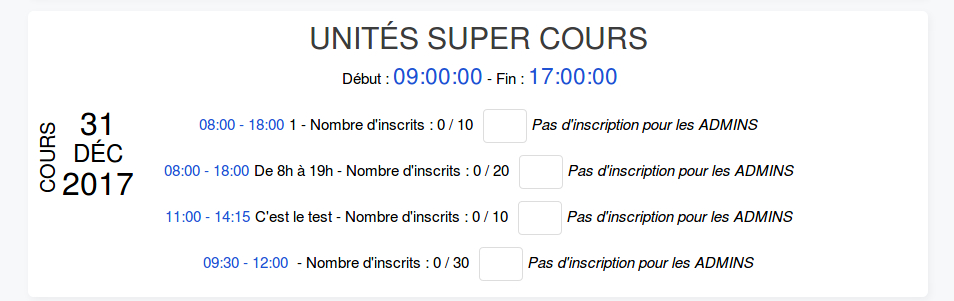 UNITÉS SUPER COURS
Début : 09:00:00 - Fin : 17:00:00
COURS
31
DÉC
2017
08:00 - 18:00 1 - Nombre d'inscrits : 0 / 10 Pas d'inscription pour les ADMINS
08:00 - 18:00 De 8h à 19h - Nombre d'inscrits : 0 / 20 Pas d'inscription pour les ADMINS
11:00 - 14:15 C'est le test - Nombre d'inscrits : 0 / 10 Pas d'inscription pour les ADMINS
09:30 - 12:00 - Nombre d'inscrits : 0 / 30 Pas d'inscription pour les ADMINS